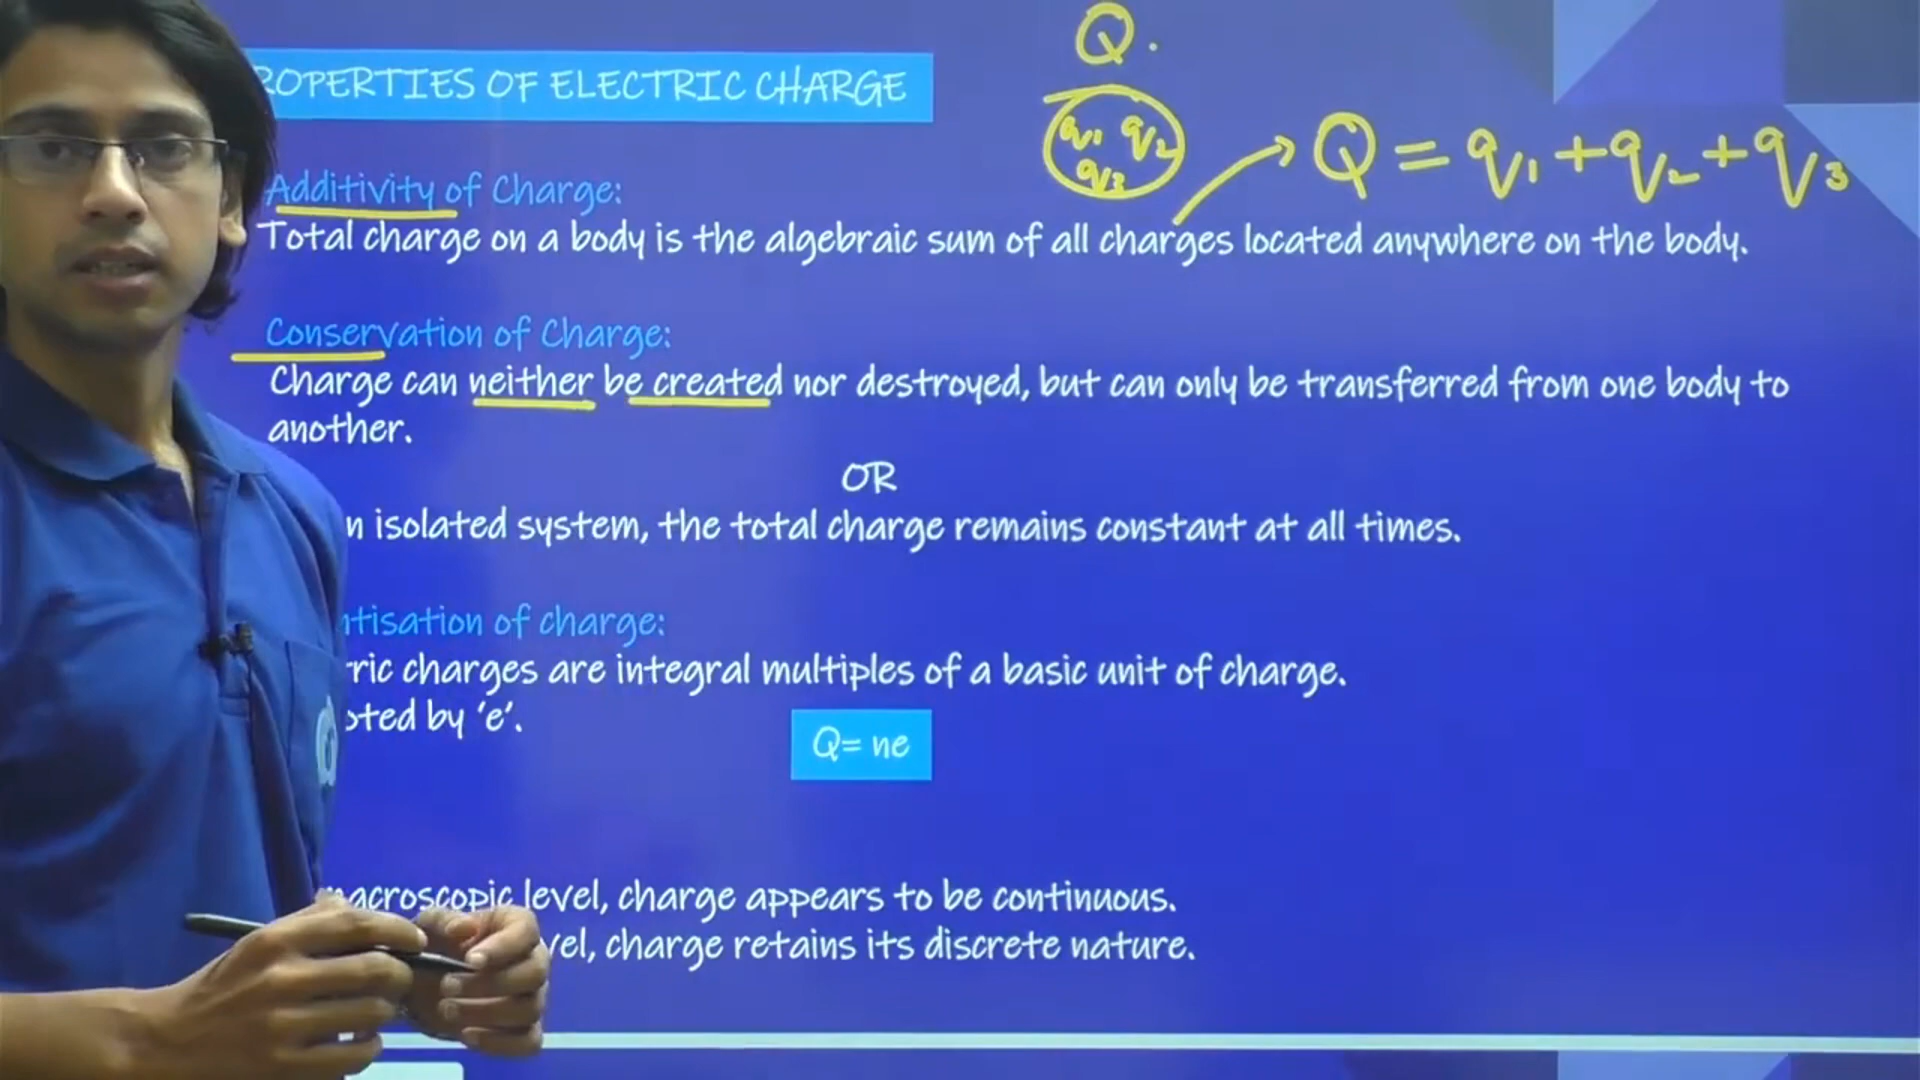 Q.
ROPERTIES OF ELECTRIC CHARGE
q1 q2
q3
Q = q1 + q2 + q3
Additivity of Charge:
Total charge on a body is the algebraic sum of all charges located anywhere on the body.
Conservation of Charge:
Charge can neither be created nor destroyed, but can only be transferred from one body to
another.
OR
n isolated system, the total charge remains constant at all times.
ntisation of charge:
ric charges are integral multiples of a basic unit of charge.
oted by ‘e’.
Q= ne
macroscopic level, charge appears to be continuous.
vel, charge retains its discrete nature.